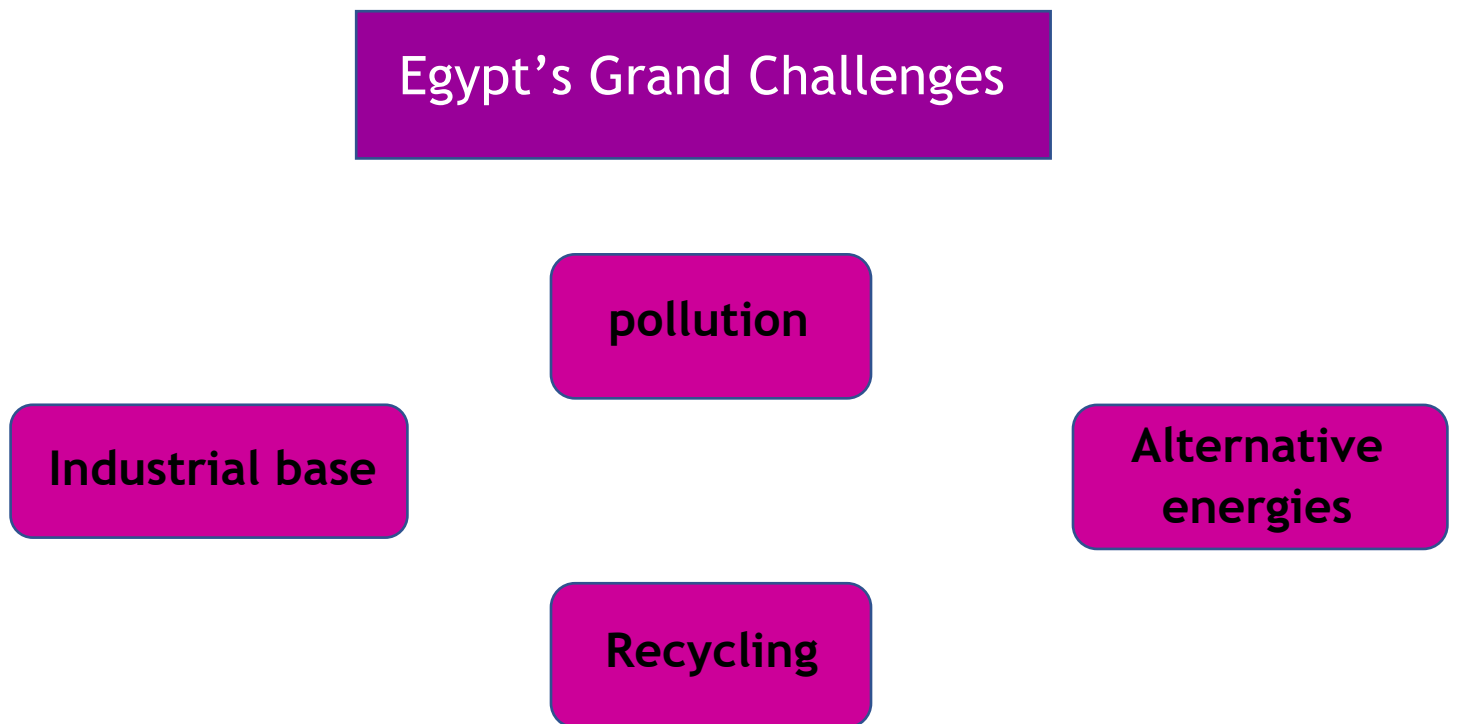 Egypt’s Grand Challenges
pollution
Industrial base
Alternative
energies
Recycling